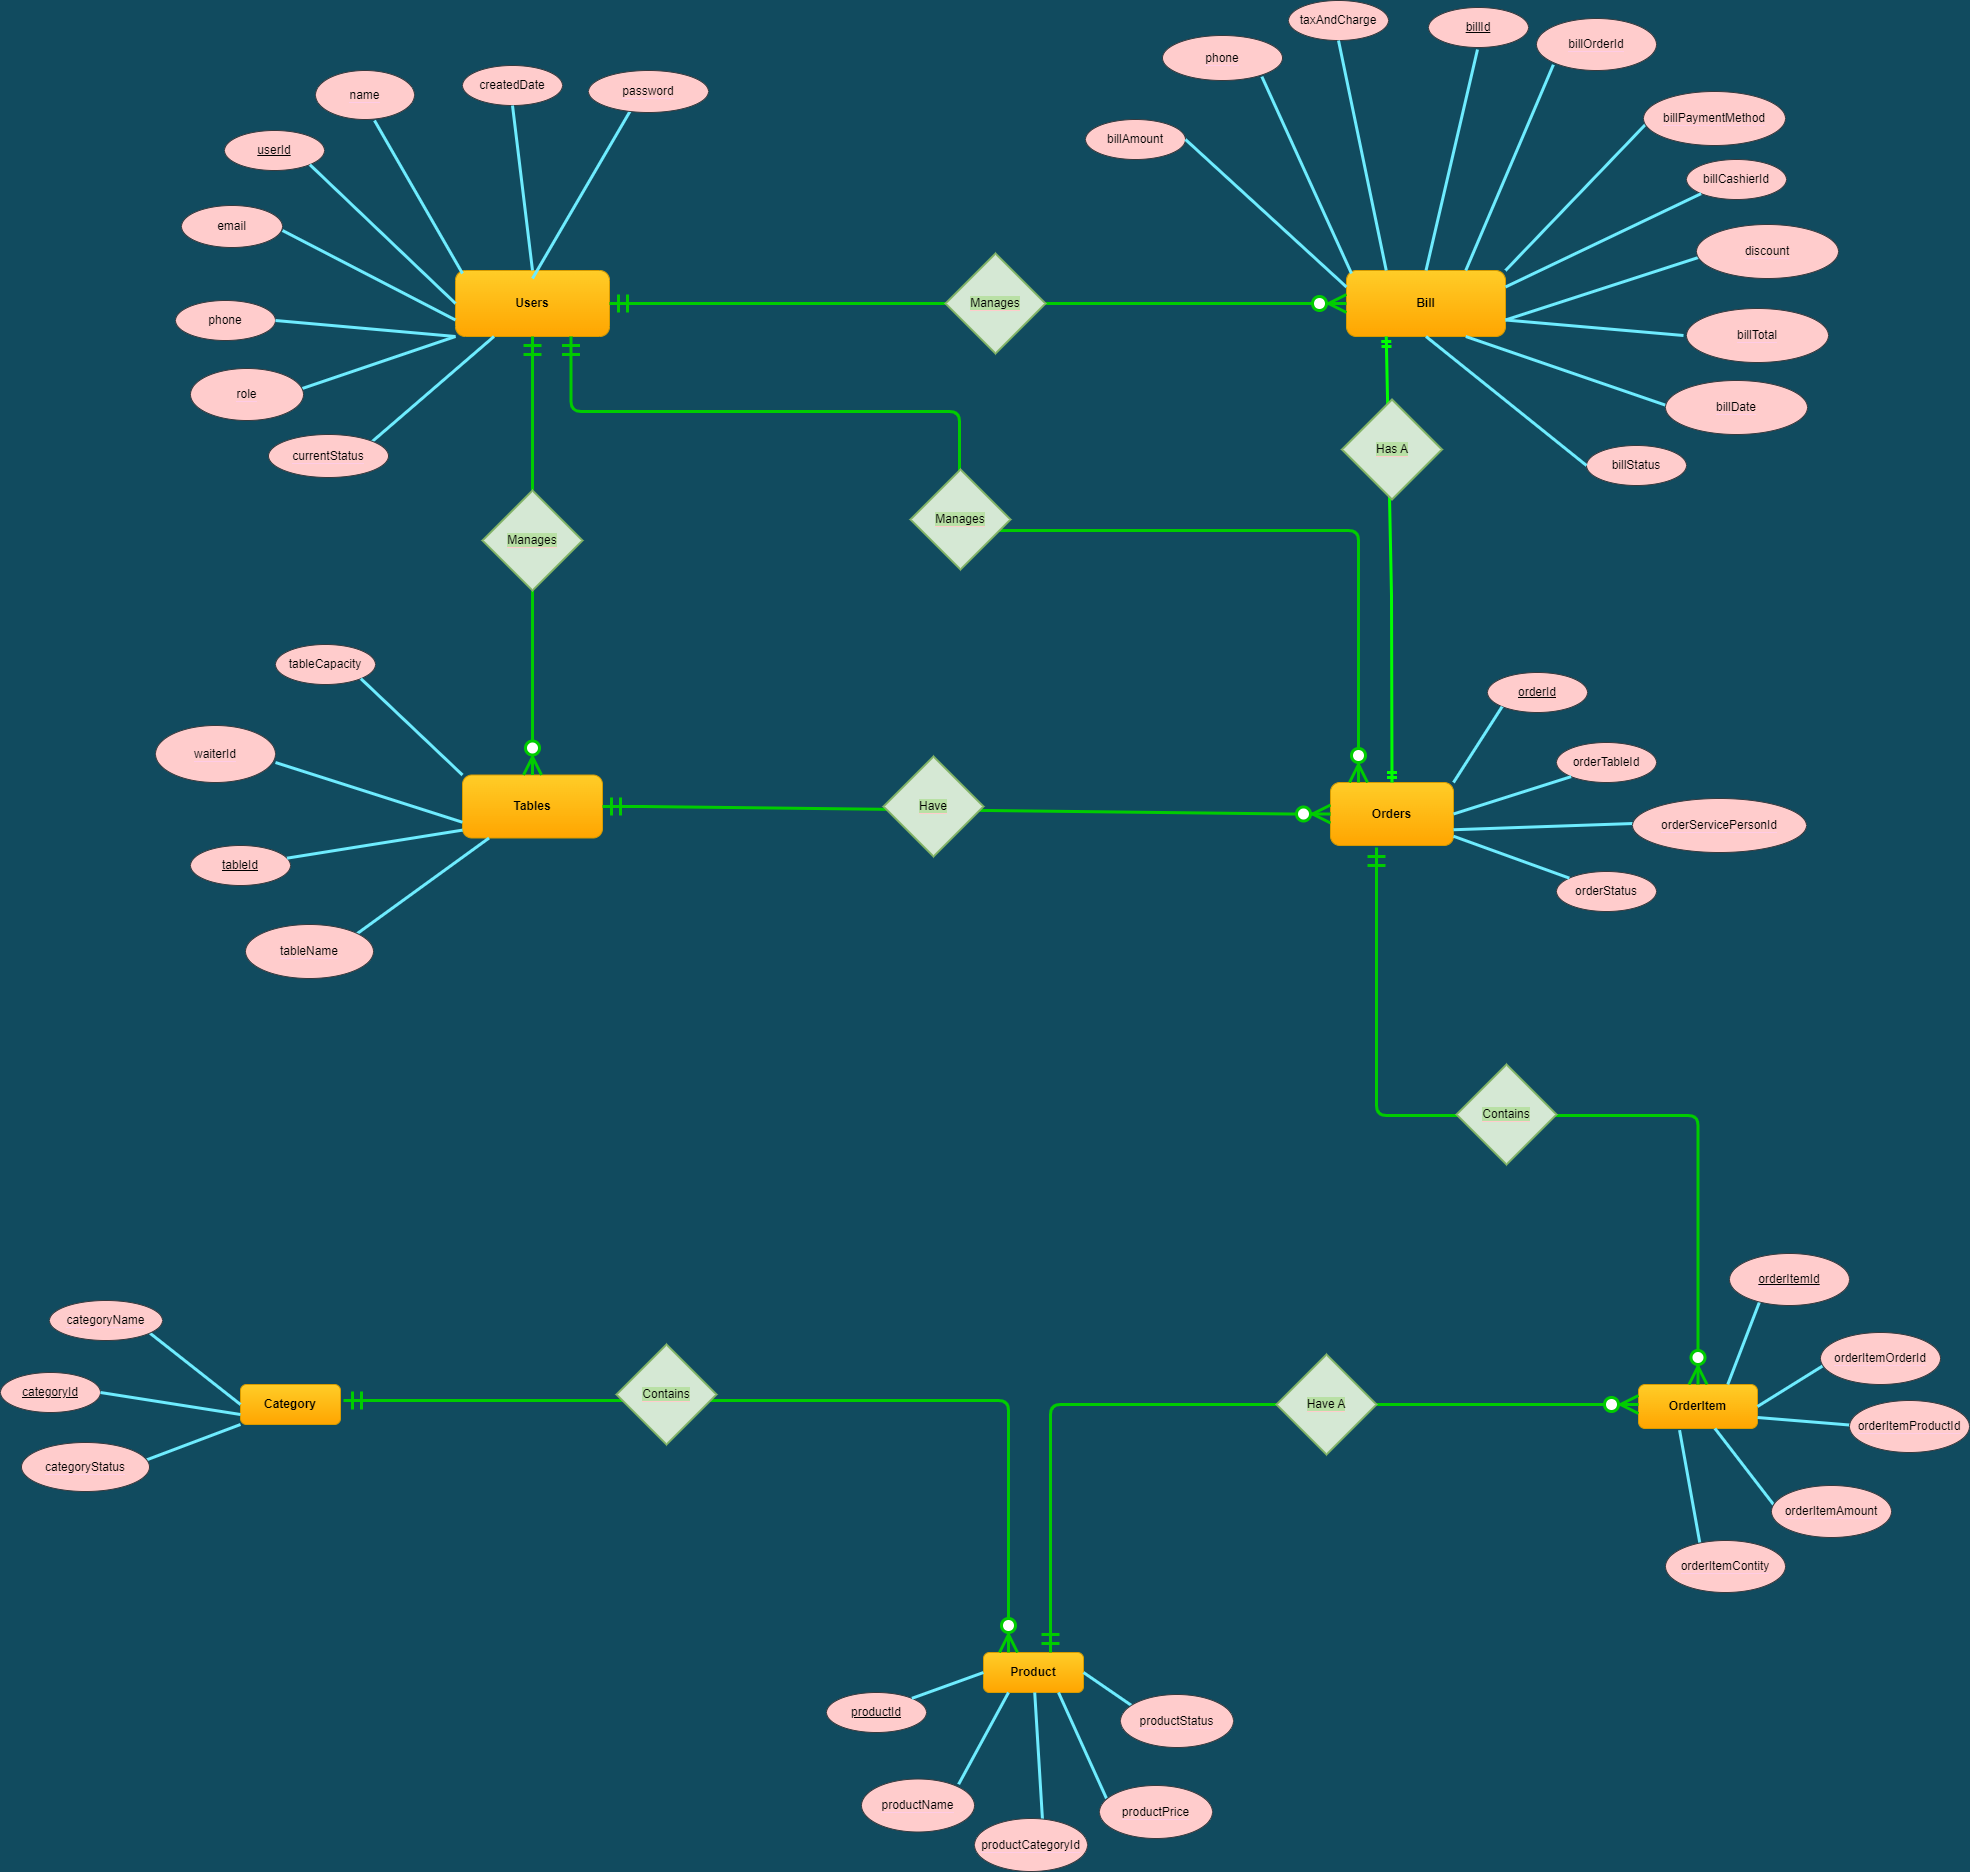 taxAndCharge
billId
billOrderId
phone
name
createdDate
password
billPaymentMethod
billAmount
userId
billCashierId
email
discount
Users
Manages
Bill
phone
billTotal
role
billDate
Has A
currentStatus
billStatus
Manages
Manages
tableCapacity
orderId
waiterId
orderTableId
Tables
Have
Orders
orderServicePersonId
tableId
orderStatus
tableName
Contains
orderItemId
categoryName
orderItemOrderId
categoryId
Contains
Category
Have A
OrderItem
orderItemProductId
categoryStatus
orderItemAmount
orderItemContity
Product
productId
productStatus
productName
productPrice
productCategoryId